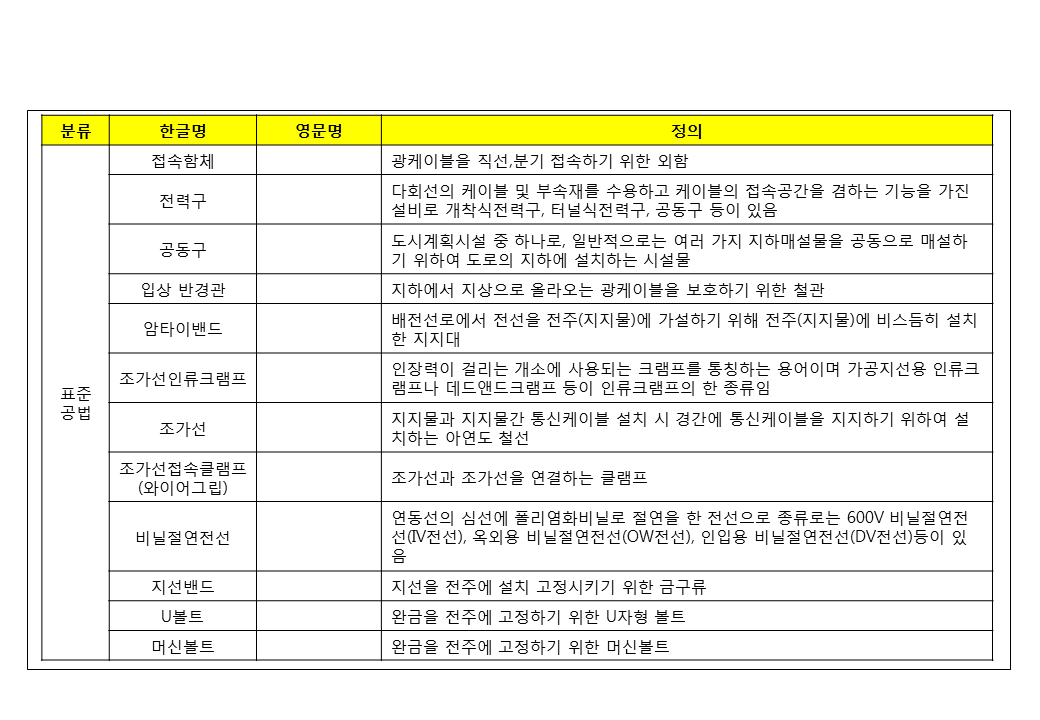 분류 한글명 영문명 정의
표준
공법
접속함체 광케이블을 직선,분기 접속하기 위한 외함
전력구 다회선의 케이블 및 부속재를 수용하고 케이블의 접속공간을 겸하는 기능을 가진
설비로 개착식전력구, 터널식전력구, 공동구 등이 있음
공동구 도시계획시설 중 하나로, 일반적으로는 여러 가지 지하매설물을 공동으로 매설하
기 위하여 도로의 지하에 설치하는 시설물
입상 반경관 지하에서 지상으로 올라오는 광케이블을 보호하기 위한 철관
암타이밴드 배전선로에서 전선을 전주(지지물)에 가설하기 위해 전주(지지물)에 비스듬히 설치
한 지지대
조가선인류크램프 인장력이 걸리는 개소에 사용되는 크램프를 통칭하는 용어이며 가공지선용 인류크
램프나 데드앤드크램프 등이 인류크램프의 한 종류임
조가선 지지물과 지지물간 통신케이블 설치 시 경간에 통신케이블을 지지하기 위하여 설
치하는 아연도 철선
조가선접속클램프
(와이어그립) 조가선과 조가선을 연결하는 클램프
비닐절연전선 연동선의 심선에 폴리염화비닐로 절연을 한 전선으로 종류로는 600V 비닐절연전
선(IV전선), 옥외용 비닐절연전선(OW전선), 인입용 비닐절연전선(DV전선)등이 있
음
지선밴드 지선을 전주에 설치 고정시키기 위한 금구류
U볼트 완금을 전주에 고정하기 위한 U자형 볼트
머신볼트 완금을 전주에 고정하기 위한 머신볼트